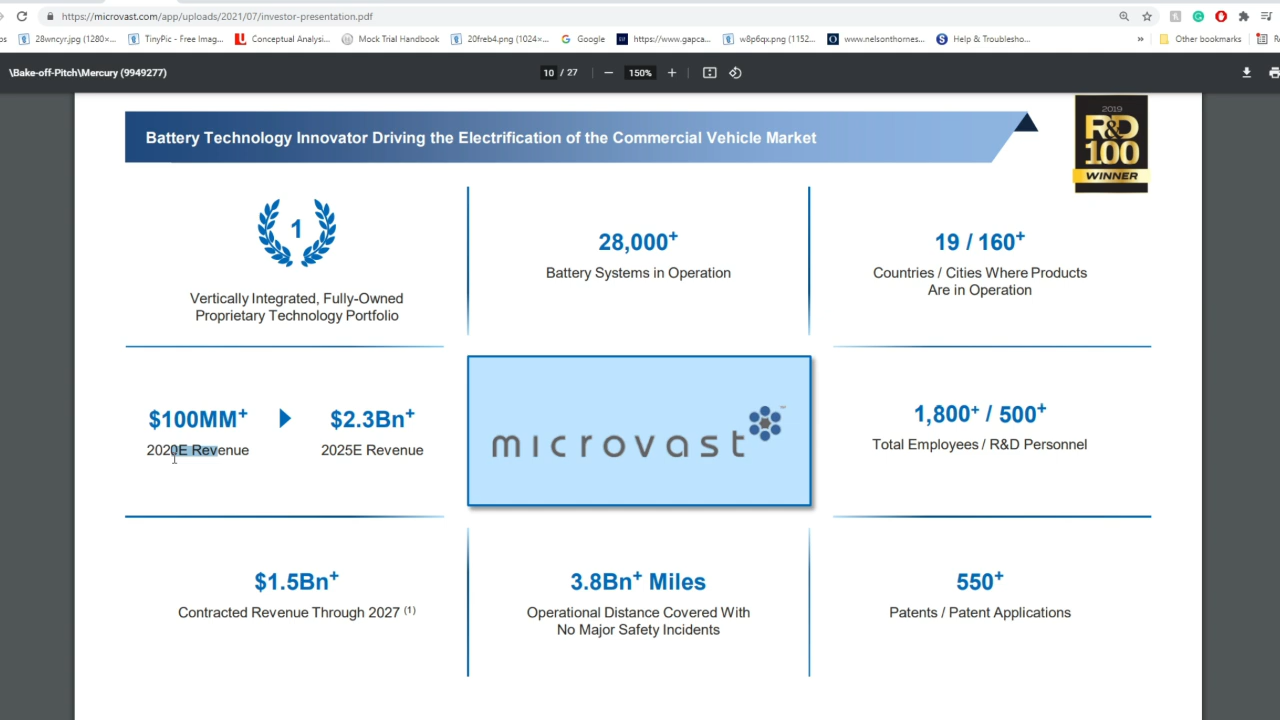 https://microvast.com/app/uploads/2021/07/investor-presentation.pdf
28wncyr.jpg (1280×...
TinyPic - Free Imag...
Conceptual Analysi...
Mock Trial Handbook
20freb4.png (1024×...
Google
https://www.gapca...
w8p6qx.png (1152...
www.nelsonthornes...
Help & Troublesho...
»
Other bookmarks
\Bake-off-Pitch\Mercury (9949277)
10 / 27
150%
Battery Technology Innovator Driving the Electrification of the Commercial Vehicle Market
2019
R&D
100
WINNER
1
Vertically Integrated, Fully-Owned
Proprietary Technology Portfolio
28,000+
Battery Systems in Operation
19 / 160+
Countries / Cities Where Products
Are in Operation
$100MM+
2020E Revenue
$2.3Bn+
2025E Revenue
microvast™
1,800+ / 500+
Total Employees / R&D Personnel
$1.5Bn+
Contracted Revenue Through 2027 (1)
3.8Bn+ Miles
Operational Distance Covered With
No Major Safety Incidents
550+
Patents / Patent Applications